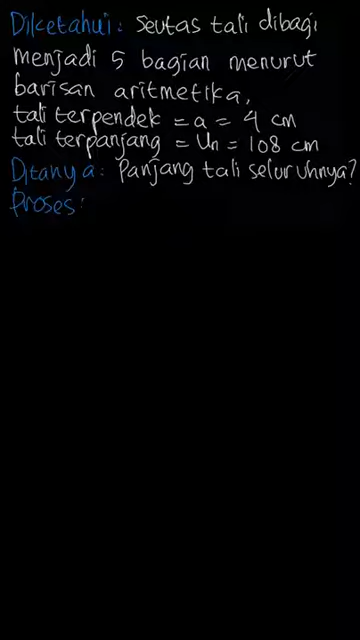 Diketahui: Seutas tali dibagi
menjadi 5 bagian menurut
barisan aritmetika,
tali terpendek = a = 4 cm
tali terpanjang = Un = 108 cm
Ditanya: Panjang tali seluruhnya?
Proses: